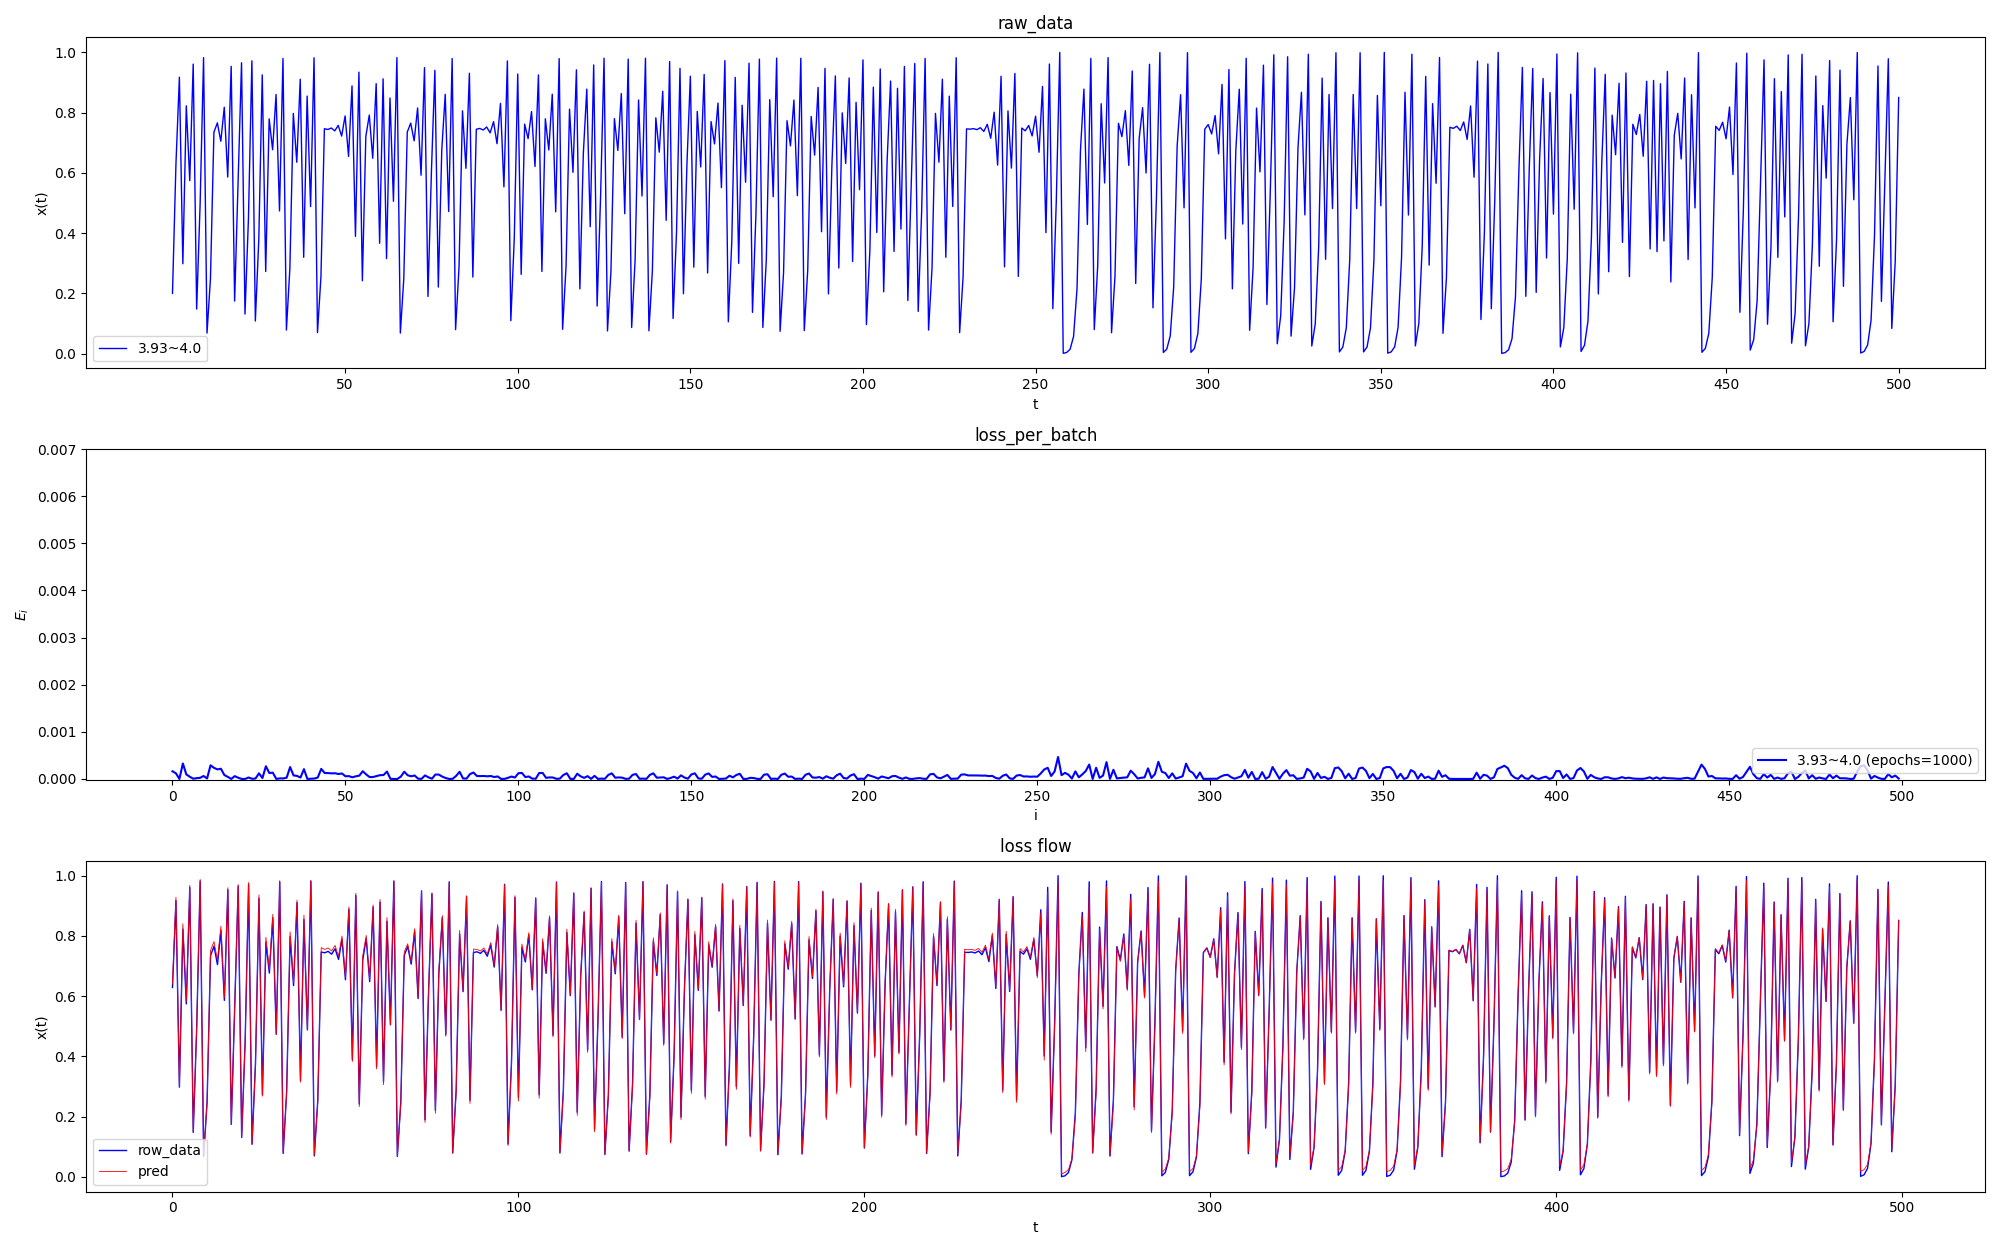 raw_data
1.0
0.8
0.6
0.4
0.2
0.0
x(t)
3.93~4.0
50 100 150 200 250 300 350 400 450 500
t
loss_per_batch
0.007
0.006
0.005
0.004
0.003
0.002
0.001
0.000
E_i
3.93~4.0 (epochs=1000)
0 50 100 150 200 250 300 350 400 450 500
i
loss flow
1.0
0.8
0.6
0.4
0.2
0.0
x(t)
row_data
pred
0 100 200 300 400 500
t